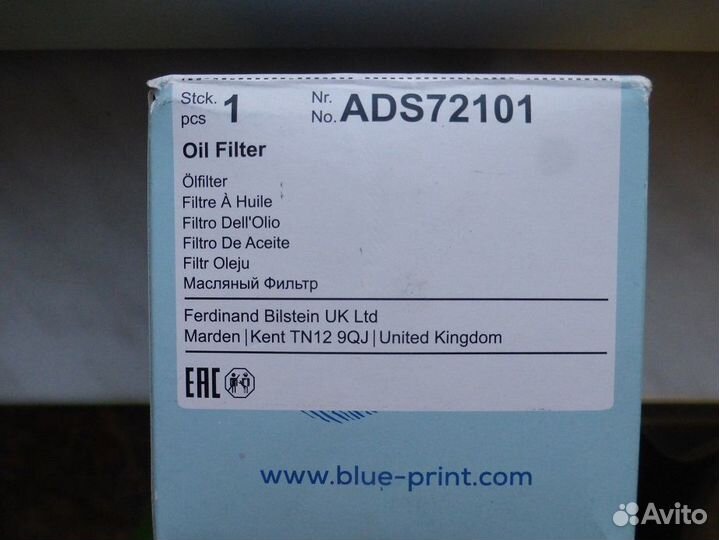 Stck. 1 Nr. ADS72101
pcs No.
Oil Filter
Ölfilter
Filtre À Huile
Filtro Dell'Olio
Filtro De Aceite
Filtr Oleju
Масляный Фильтр
Ferdinand Bilstein UK Ltd
Marden|Kent TN12 9QJ|United Kingdom
EAC
www.blue-print.com
Avito